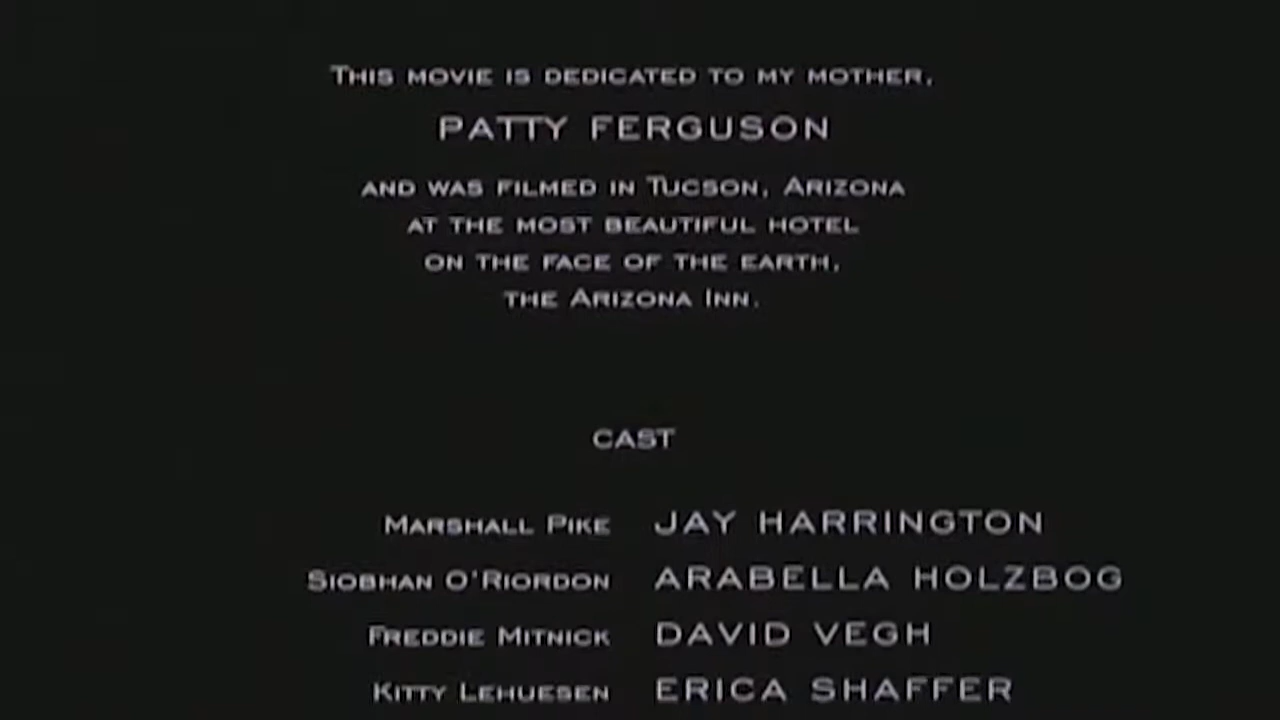 THIS MOVIE IS DEDICATED TO MY MOTHER,
PATTY FERGUSON
AND WAS FILMED IN TUCSON, ARIZONA
AT THE MOST BEAUTIFUL HOTEL
ON THE FACE OF THE EARTH,
THE ARIZONA INN.
CAST
MARSHALL PIKE JAY HARRINGTON
SIOBHAN O'RIORDON ARABELLA HOLZBOG
FREDDIE MITNICK DAVID VEGH
KITTY LEHUESEN ERICA SHAFFER